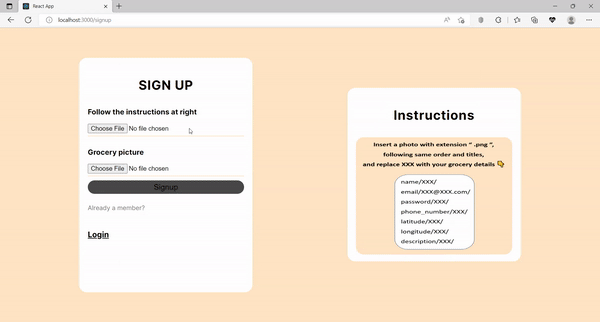 React App
localhost:3000/signup
SIGN UP
Follow the instructions at right
Choose File No file chosen
Grocery picture
Choose File No file chosen
Signup
Already a member?
Login
Instructions
Insert a photo with extension " .png ",
following same order and titles,
and replace XXX with your grocery details
name/XXX/
email/XXX@XXX.com/
password/XXX/
phone_number/XXX/
latitude/XXX/
longitude/XXX/
description/XXX/